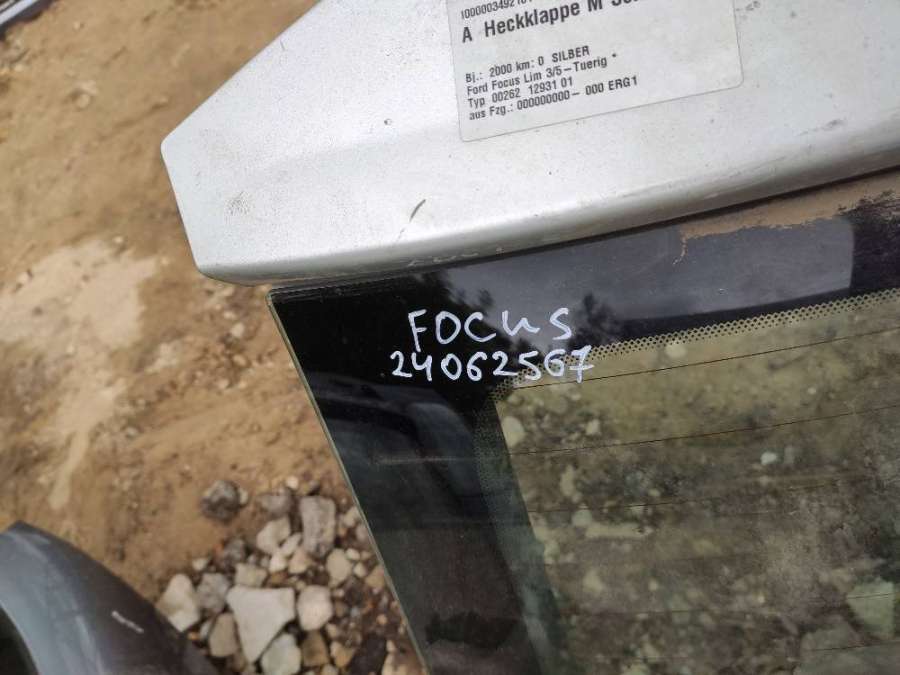 A Heckklappe M
Bj.: 2000 km: 0 SILBER
Ford Focus Lim 3/5-Tuerig -
Typ 00262 12931 01
aus Fzg.: 000000000- 000 ERG1
FOCUS
24062567